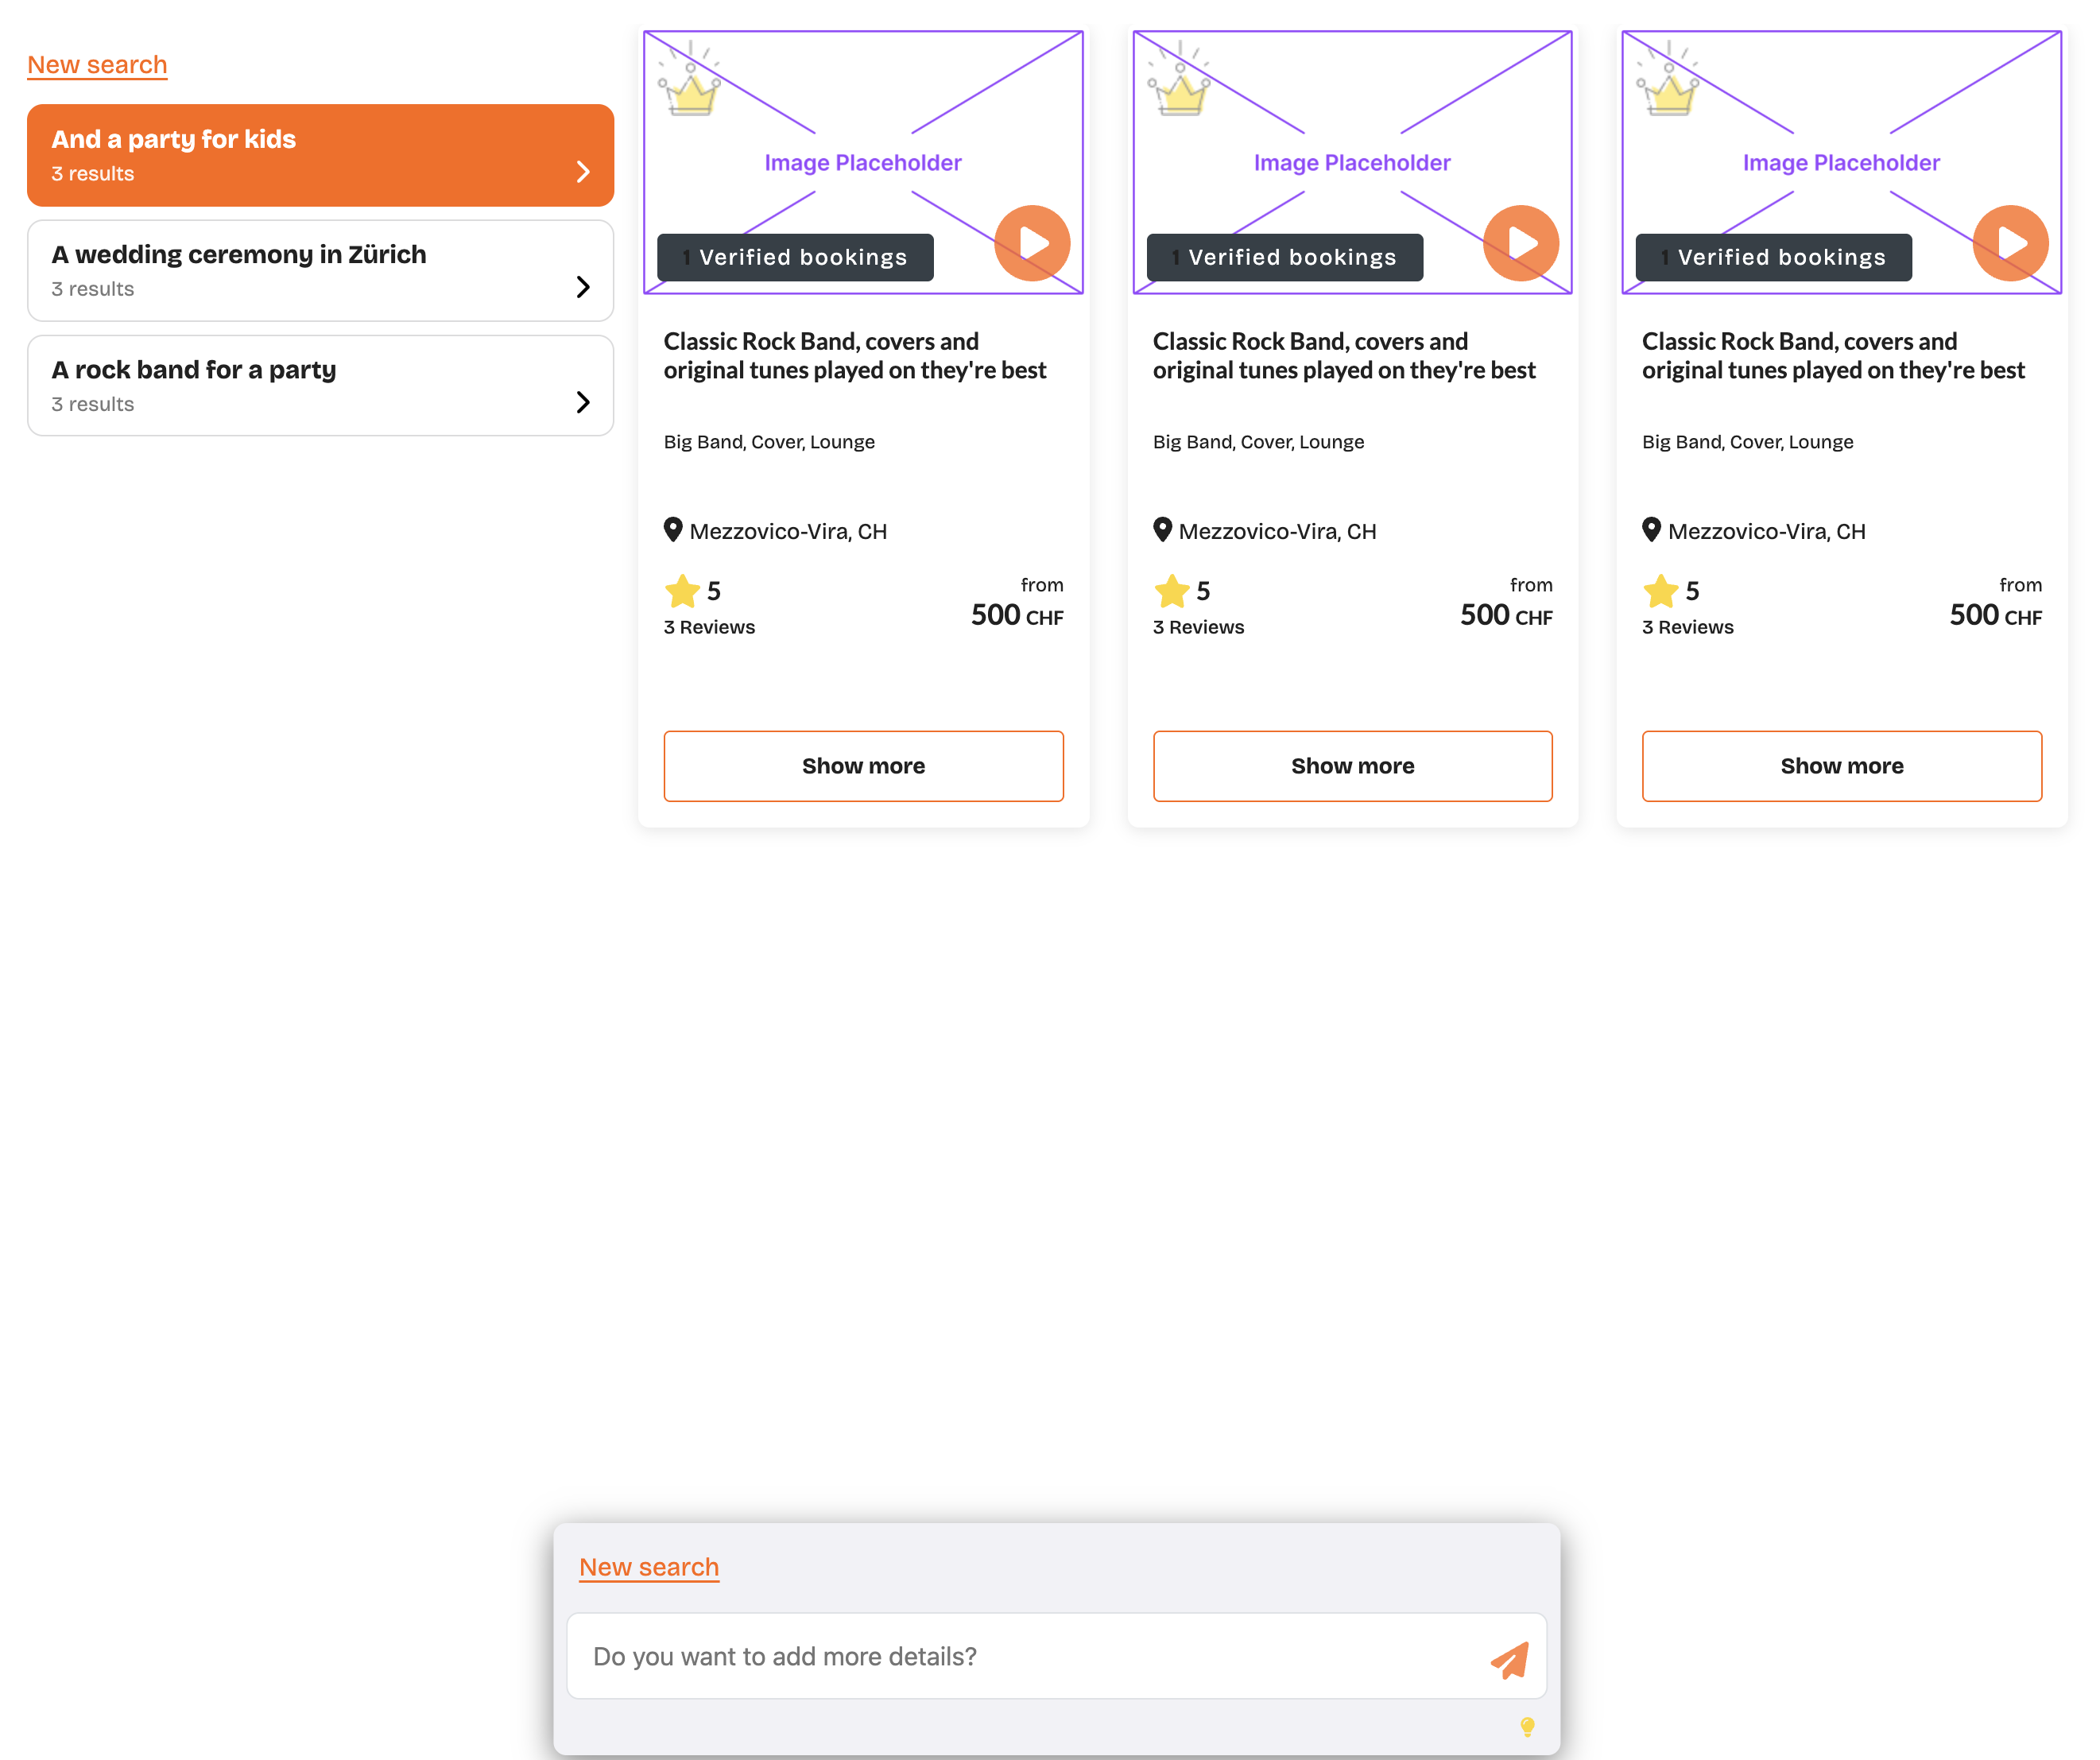 New search
And a party for kids
3 results
A wedding ceremony in Zürich
3 results
A rock band for a party
3 results
Image Placeholder
1 Verified bookings
Classic Rock Band, covers and
original tunes played on they're best
Big Band, Cover, Lounge
Mezzovico-Vira, CH
5
3 Reviews
from
500 CHF
Show more
Image Placeholder
1 Verified bookings
Classic Rock Band, covers and
original tunes played on they're best
Big Band, Cover, Lounge
Mezzovico-Vira, CH
5
3 Reviews
from
500 CHF
Show more
Image Placeholder
1 Verified bookings
Classic Rock Band, covers and
original tunes played on they're best
Big Band, Cover, Lounge
Mezzovico-Vira, CH
5
3 Reviews
from
500 CHF
Show more
New search
Do you want to add more details?